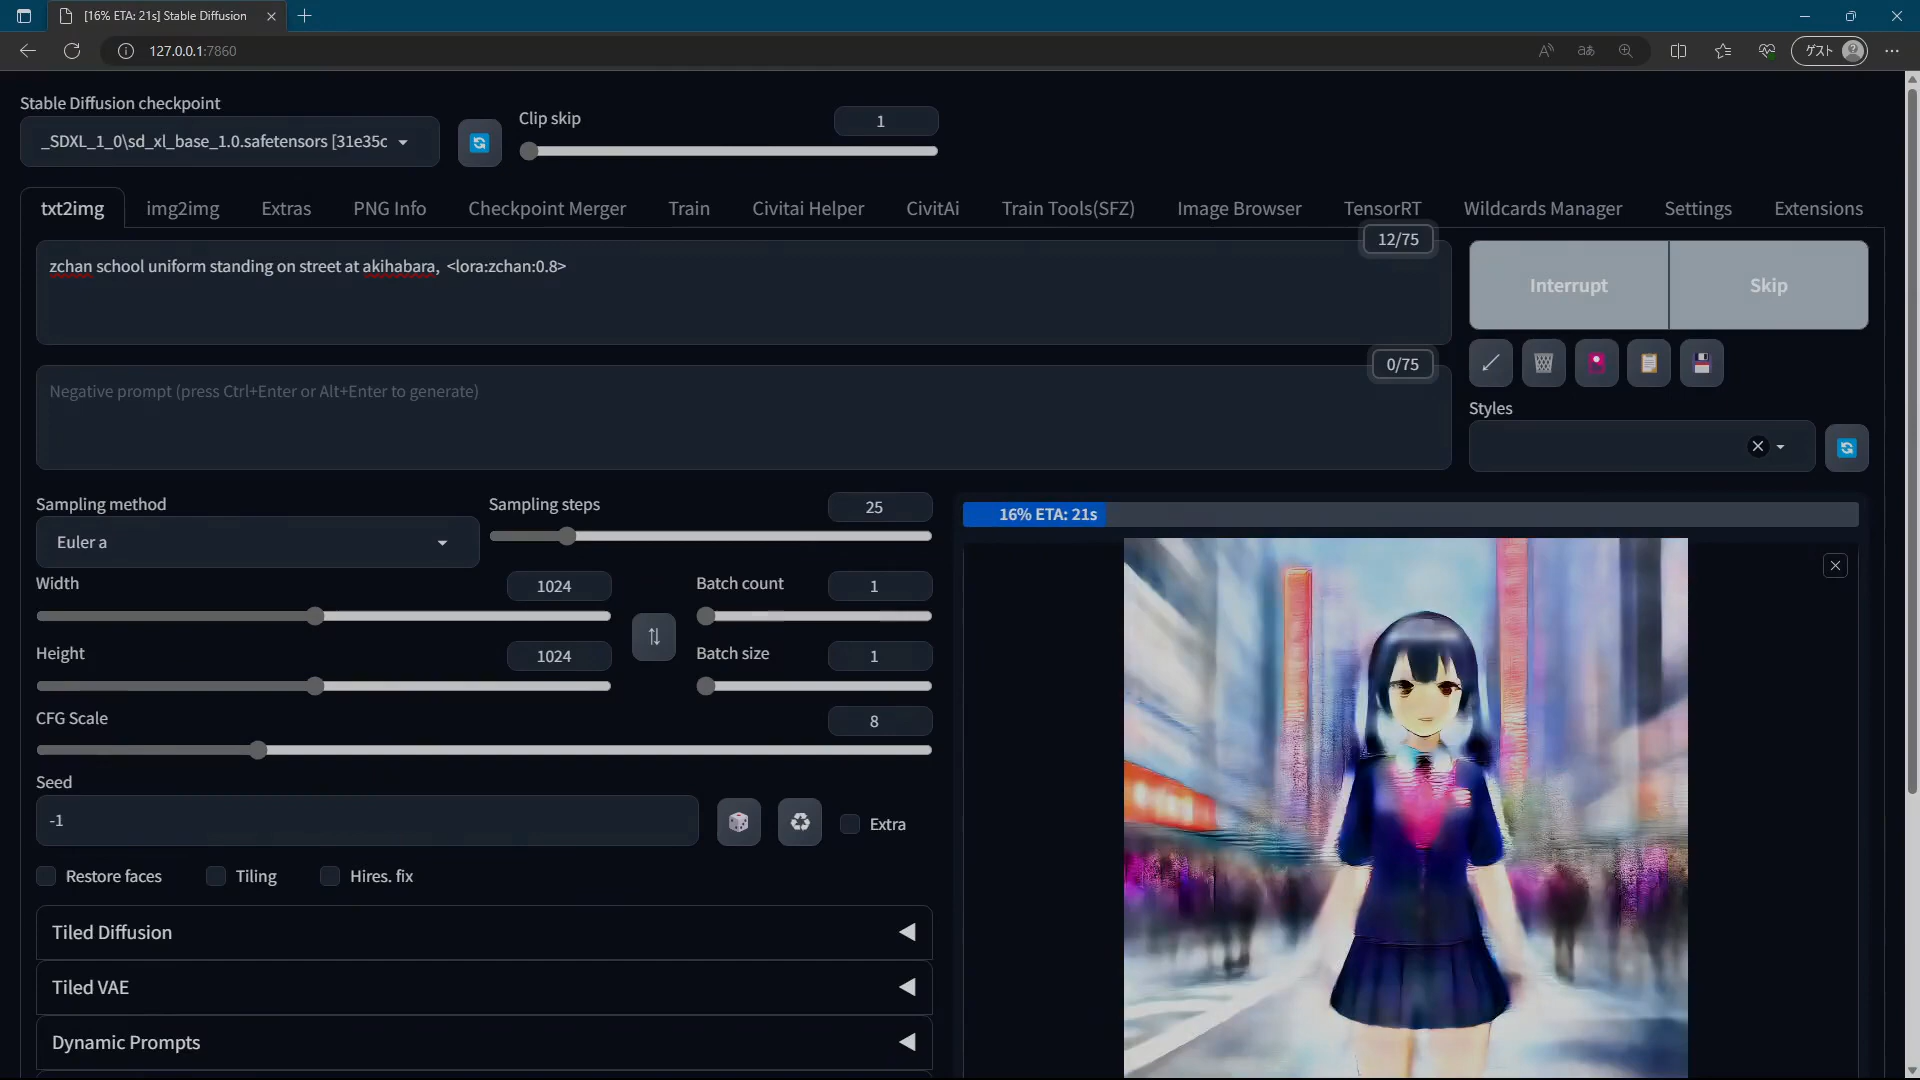 [16% ETA: 21s] Stable Diffusion
127.0.0.1:7860
ゲスト
Stable Diffusion checkpoint
_SDXL_1_0\sd_xl_base_1.0.safetensors [31e35c
Clip skip
1
txt2img img2img Extras PNG Info Checkpoint Merger Train Civitai Helper CivitAi Train Tools(SFZ) Image Browser TensorRT Wildcards Manager Settings Extensions
12/75
zchan school uniform standing on street at akihabara, <lora:zchan:0.8>
Interrupt Skip
0/75
Negative prompt (press Ctrl+Enter or Alt+Enter to generate)
Styles
Sampling method
Euler a
Sampling steps
25
16% ETA: 21s
Width
1024
Batch count
1
Height
1024
Batch size
1
CFG Scale
8
Seed
-1
Extra
Restore faces
Tiling
Hires. fix
Tiled Diffusion
Tiled VAE
Dynamic Prompts